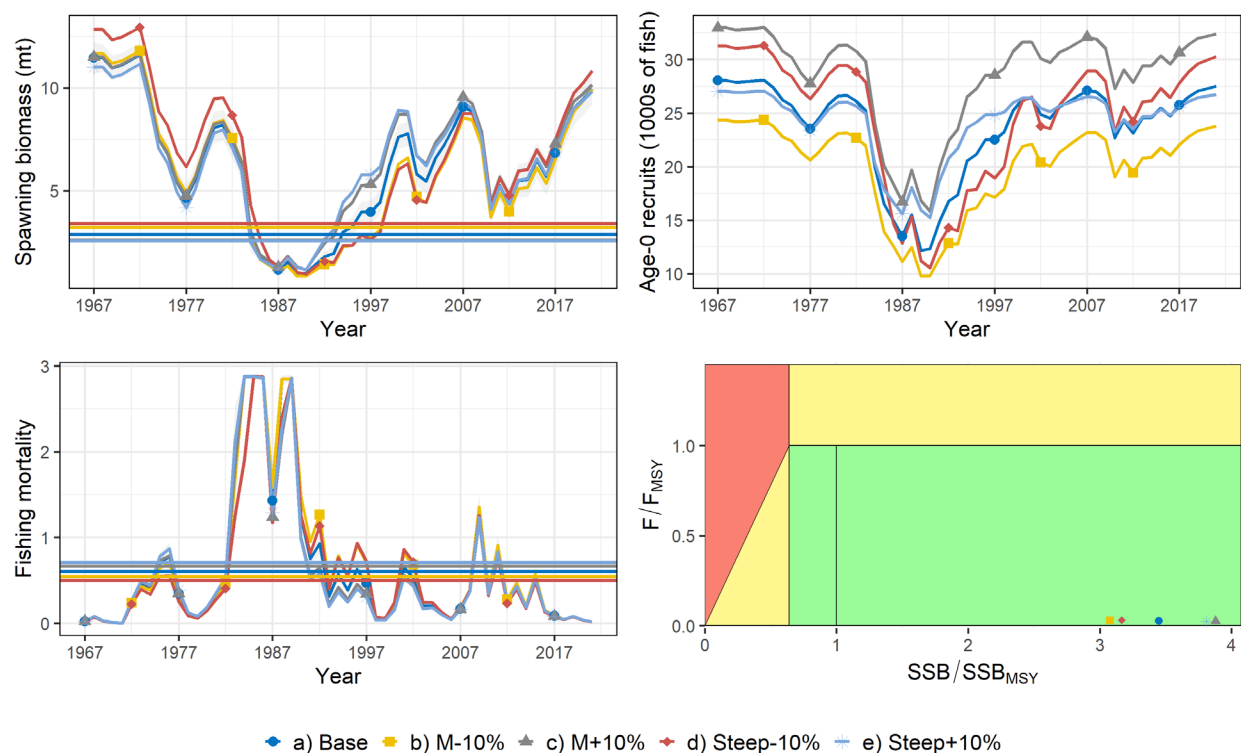 Spawning biomass (mt)
10
5
1967 1977 1987 1997 2007 2017
Year
Age-0 recruits (1000s of fish)
30
25
20
15
10
1967 1977 1987 1997 2007 2017
Year
Fishing mortality
3
2
1
0
1967 1977 1987 1997 2007 2017
Year
F/FMSY
1.0
0.5
0.0
0 1 2 3 4
SSB/SSBMSY
a) Base b) M-10% c) M+10% d) Steep-10% e) Steep+10%